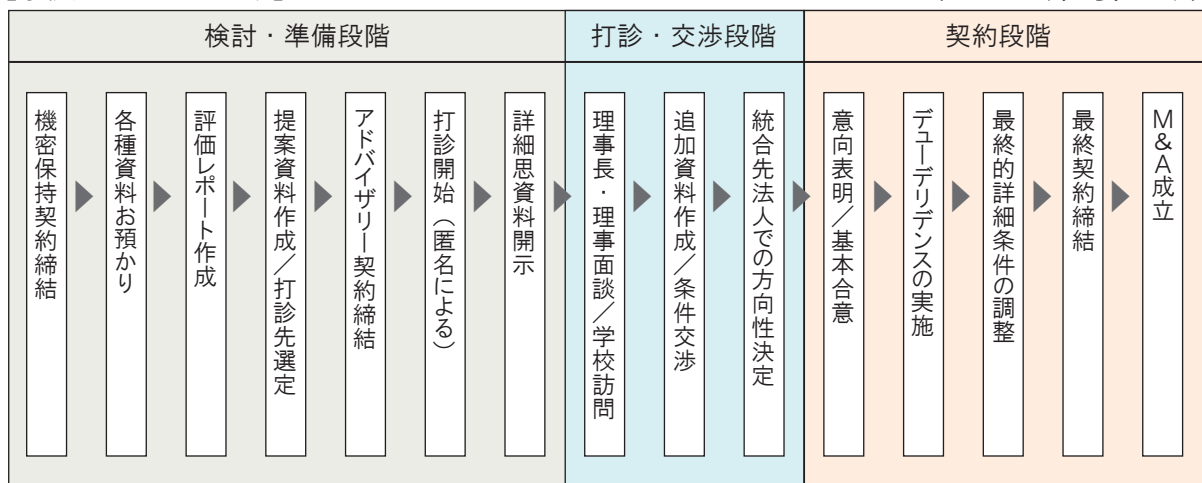 検討・準備段階
打診・交渉段階
契約段階
機密保持契約締結
各種資料お預かり
評価レポート作成
提案資料作成／打診先選定
アドバイザリー契約締結
打診開始（匿名による）
詳細思資料開示
理事長・理事面談／学校訪問
追加資料作成／条件交渉
統合先法人での方向性決定
意向表明／基本合意
デューデリデンスの実施
最終的詳細条件の調整
最終契約締結
M&A成立